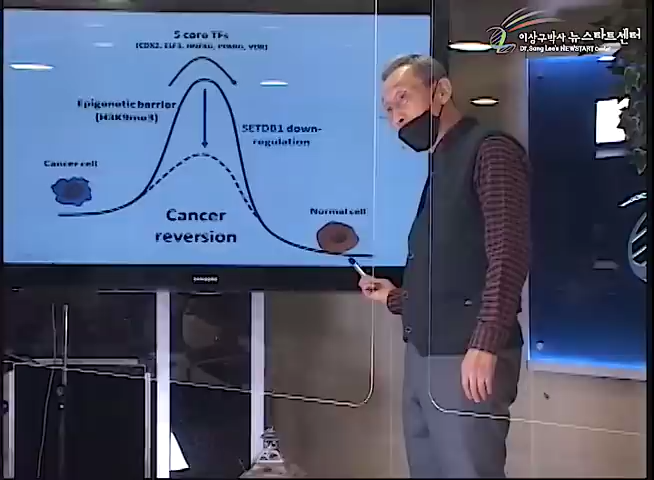 이상구박사 뉴스타트센터
Dr. Sang Lee's NEWSTART Center
5 core TFs
(CDX2, ELF3, HNF4G, PPARG, VDR)
Epigenetic barrier
(H3K9me3)
SETDB1 down-
regulation
Cancer cell
Normal cell
Cancer
reversion
SAMSUNG